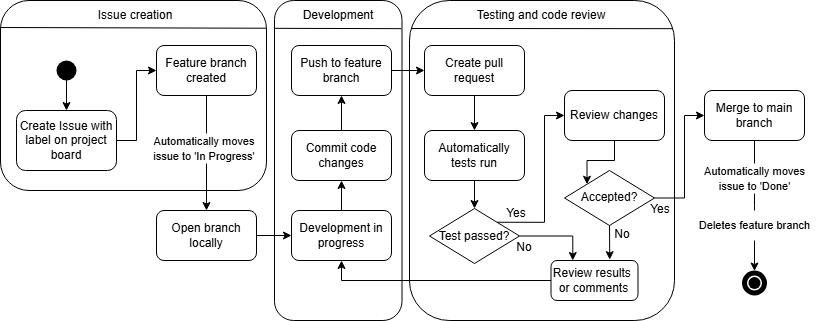 Issue creation
Development
Testing and code review
Feature branch
created
Create Issue with
label on project
board
Automatically moves
issue to 'In Progress'
Open branch
locally
Push to feature
branch
Commit code
changes
Development in
progress
Create pull
request
Automatically
tests run
Test passed?
Yes
No
Review changes
Accepted?
Yes
No
Review results
or comments
Merge to main
branch
Automatically moves
issue to 'Done'
Deletes feature branch